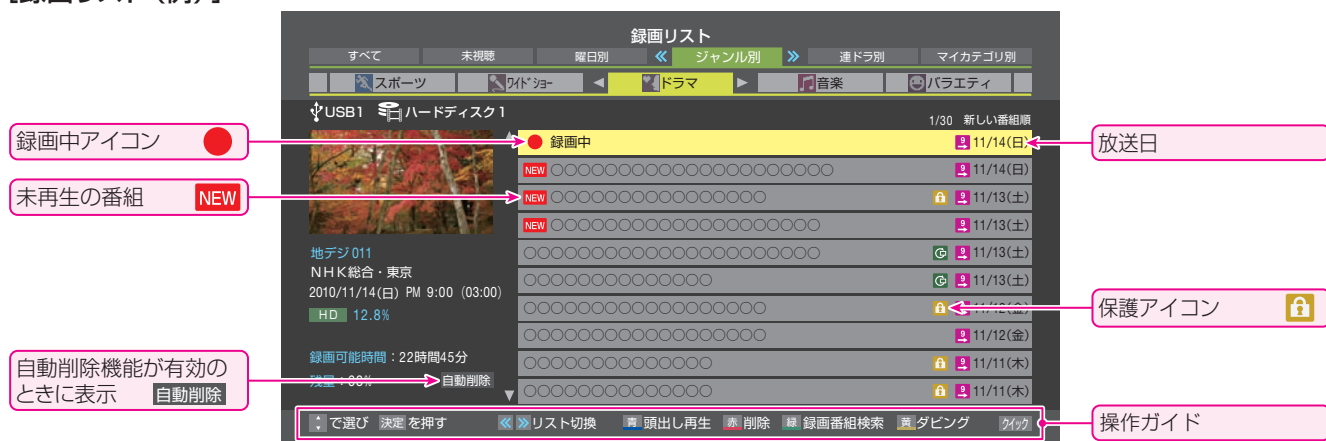 録画リスト
すべて 未視聴 曜日別 ジャンル別 連ドラ別 マイカテゴリ別
スポーツ ワイドショー ドラマ 音楽 バラエティ
USB1 ハードディスク1
1/30 新しい番組順
録画中アイコン
録画中 9 11/14(日)
放送日
NEW ○○○○○○○○○○○○○○○○○○○○○ 9 11/14(日)
未再生の番組 NEW
NEW ○○○○○○○○○○○○○○○○ 9 11/13(土)
NEW ○○○○○○○○○○○○○○○○○○○○ 9 11/13(土)
地デジ 011
○○○○○○○○○○○○○○○○○○○○○○ G 9 11/13(土)
NHK総合・東京
○○○○○○○○○○○○○○ G 9 11/13(土)
2010/11/14(日) PM 9:00 (03:00)
HD 12.8%
○○○○○○○○○○○○○○○○○○
保護アイコン
○○○○○○○○○○○○○○○○○○ 9 11/12(金)
録画可能時間:22時間45分
○○○○○○○○○○○○○○ 9 11/11(木)
自動削除機能が有効の
ときに表示 自動削除
自動削除
○○○○○○○○○○○○○○ 9 11/11(木)
で選び 決定 を押す リスト切換 青 頭出し再生 赤 削除 緑 録画番組検索 黄 ダビング クイック
操作ガイド